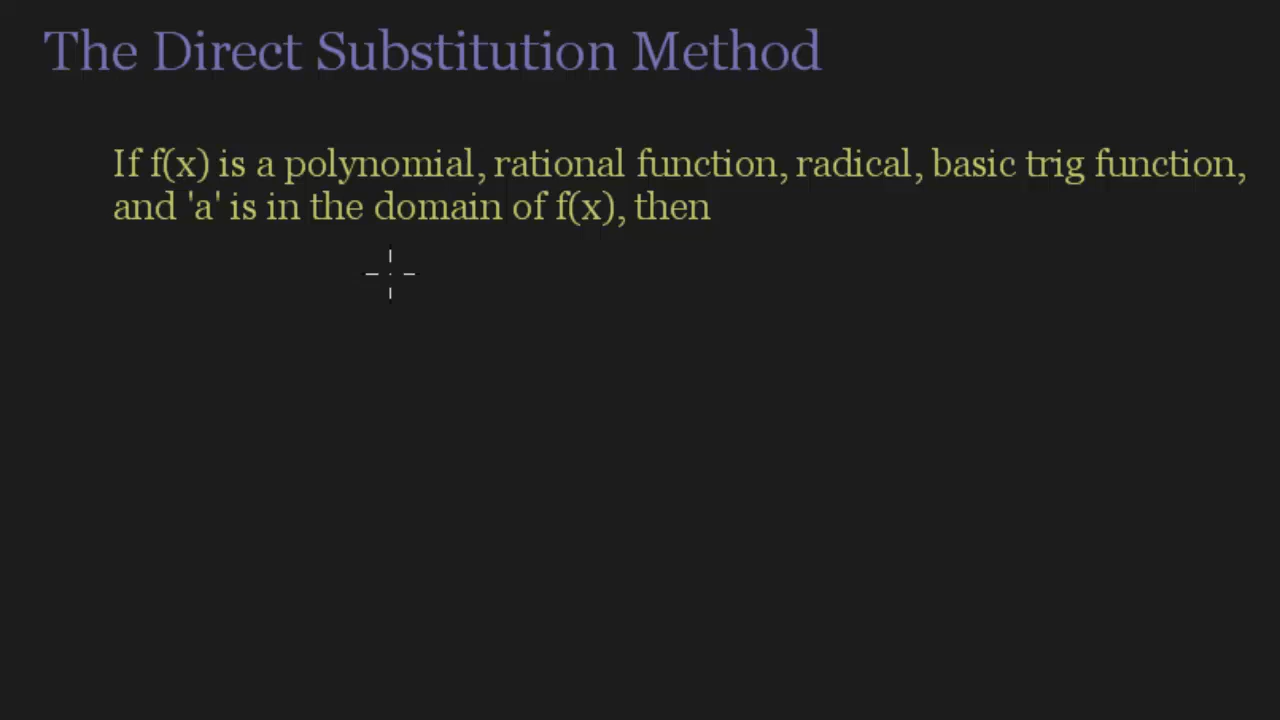 The Direct Substitution Method
If f(x) is a polynomial, rational function, radical, basic trig function,
and 'a' is in the domain of f(x), then